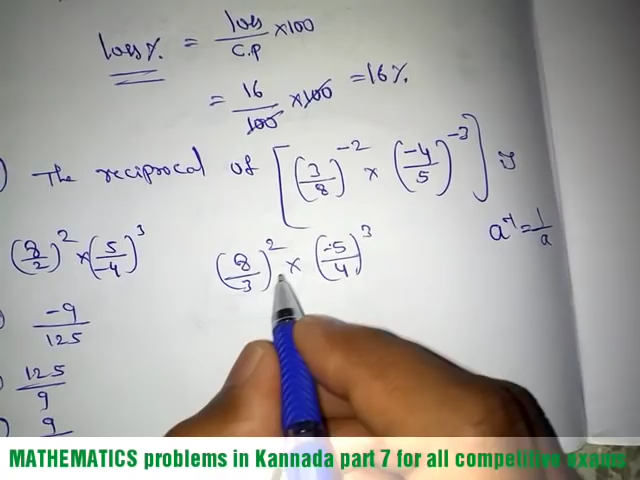 loss% = loss/C.P × 100
= 16/100 × 100 = 16%
) The reciprocal of [(3/8)^-2 × (-4/5)^-3] is
a^-1 = 1/a
(8/2)^2 × (5/-4)^3
(8/3)^2 × (-5/4)^3
) -9/125
) 125/9
) 9
MATHEMATICS problems in Kannada part 7 for all competitive exams